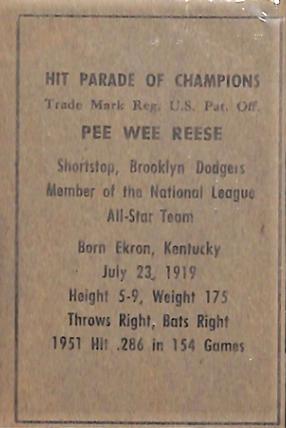 HIT PARADE OF CHAMPIONS
Trade Mark Reg. U.S. Pat. Off.
PEE WEE REESE
Shortstop, Brooklyn Dodgers
Member of the National League
All-Star Team
Born Ekron, Kentucky
July 23, 1919
Height 5-9, Weight 175
Throws Right, Bats Right
1951 Hit .286 in 154 Games